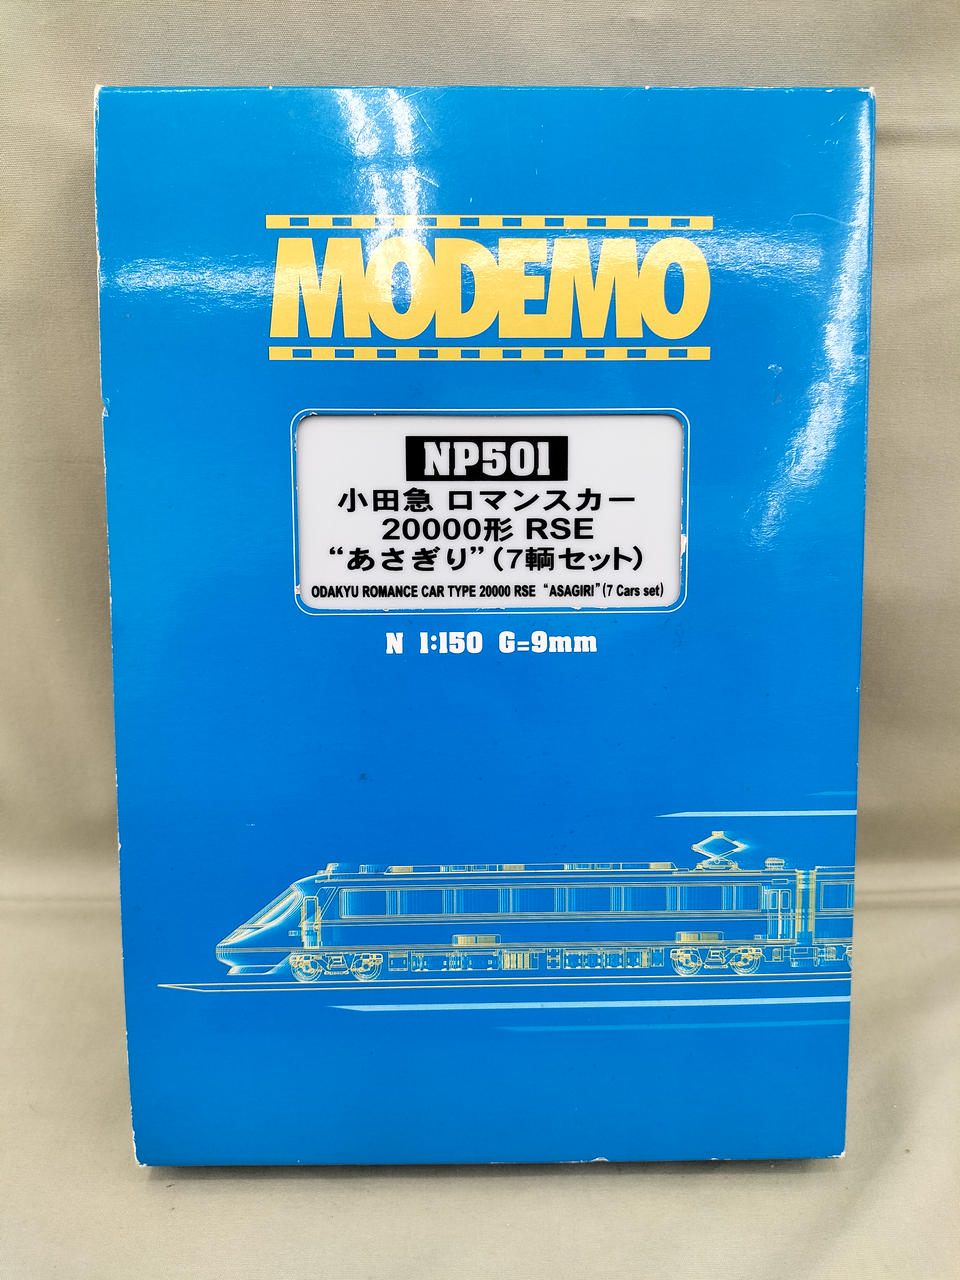 MODEMO
NP501
小田急 ロマンスカー
20000形 RSE
“あさぎり”(7輌セット)
ODAKYU ROMANCE CAR TYPE 20000 RSE “ASAGIRI”(7 Cars set)
N 1:150 G=9mm